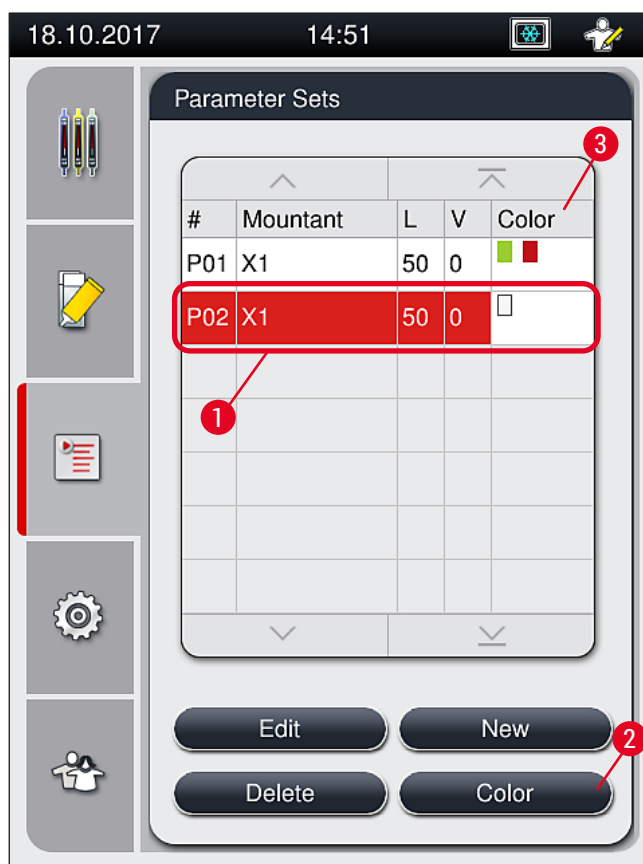 18.10.2017 14:51
Parameter Sets
3
# Mountant L V Color
P01 X1 50 0
P02 X1 50 0
1
Edit New
2
Delete Color